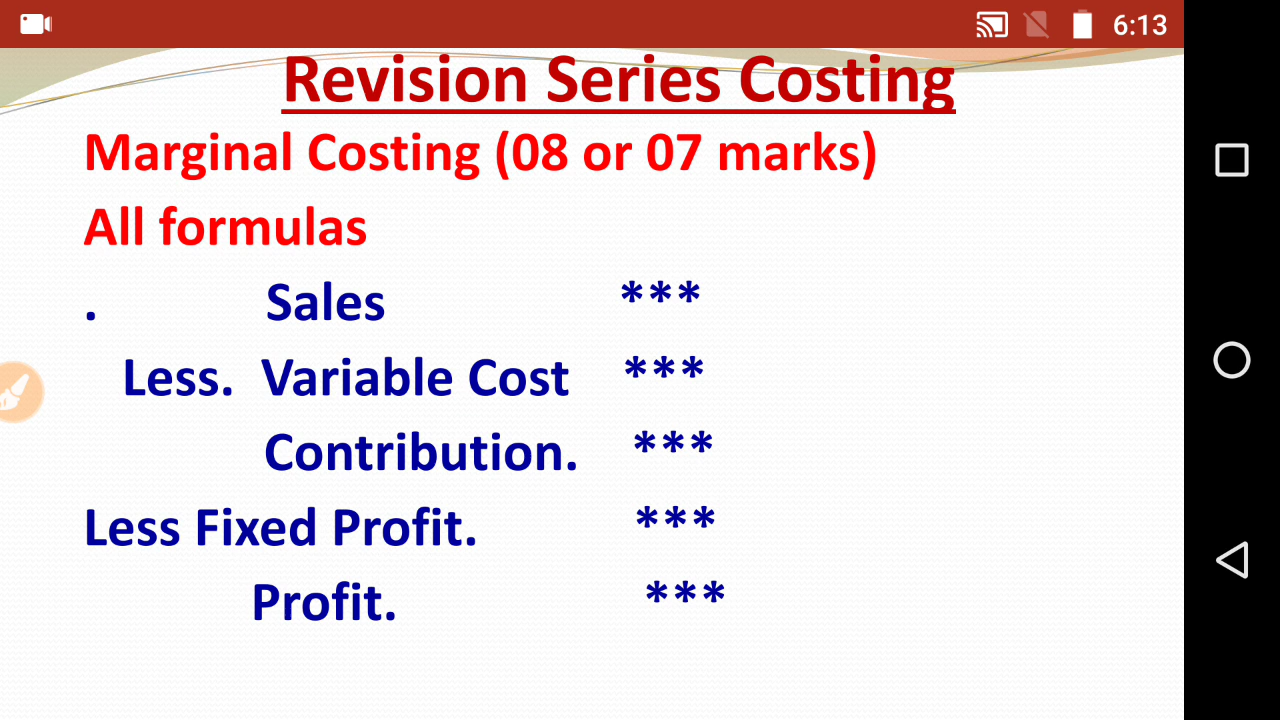 6:13
Revision Series Costing
Marginal Costing (08 or 07 marks)
All formulas
. Sales ***
Less. Variable Cost ***
Contribution. ***
Less Fixed Profit. ***
Profit. ***